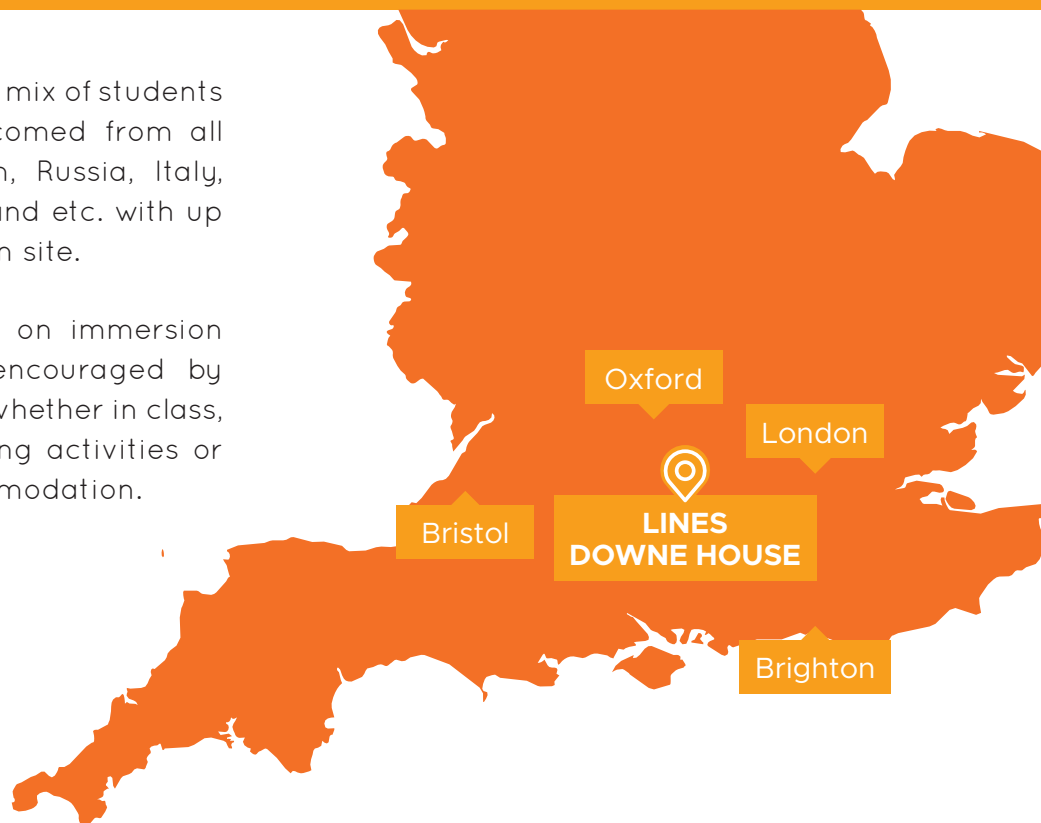 mix of students
comed from all
n, Russia, Italy,
and etc. with up
n site.
on immersion
encouraged by
whether in class,
ng activities or
modation.
Oxford
London
LINES
DOWNE HOUSE
Bristol
Brighton